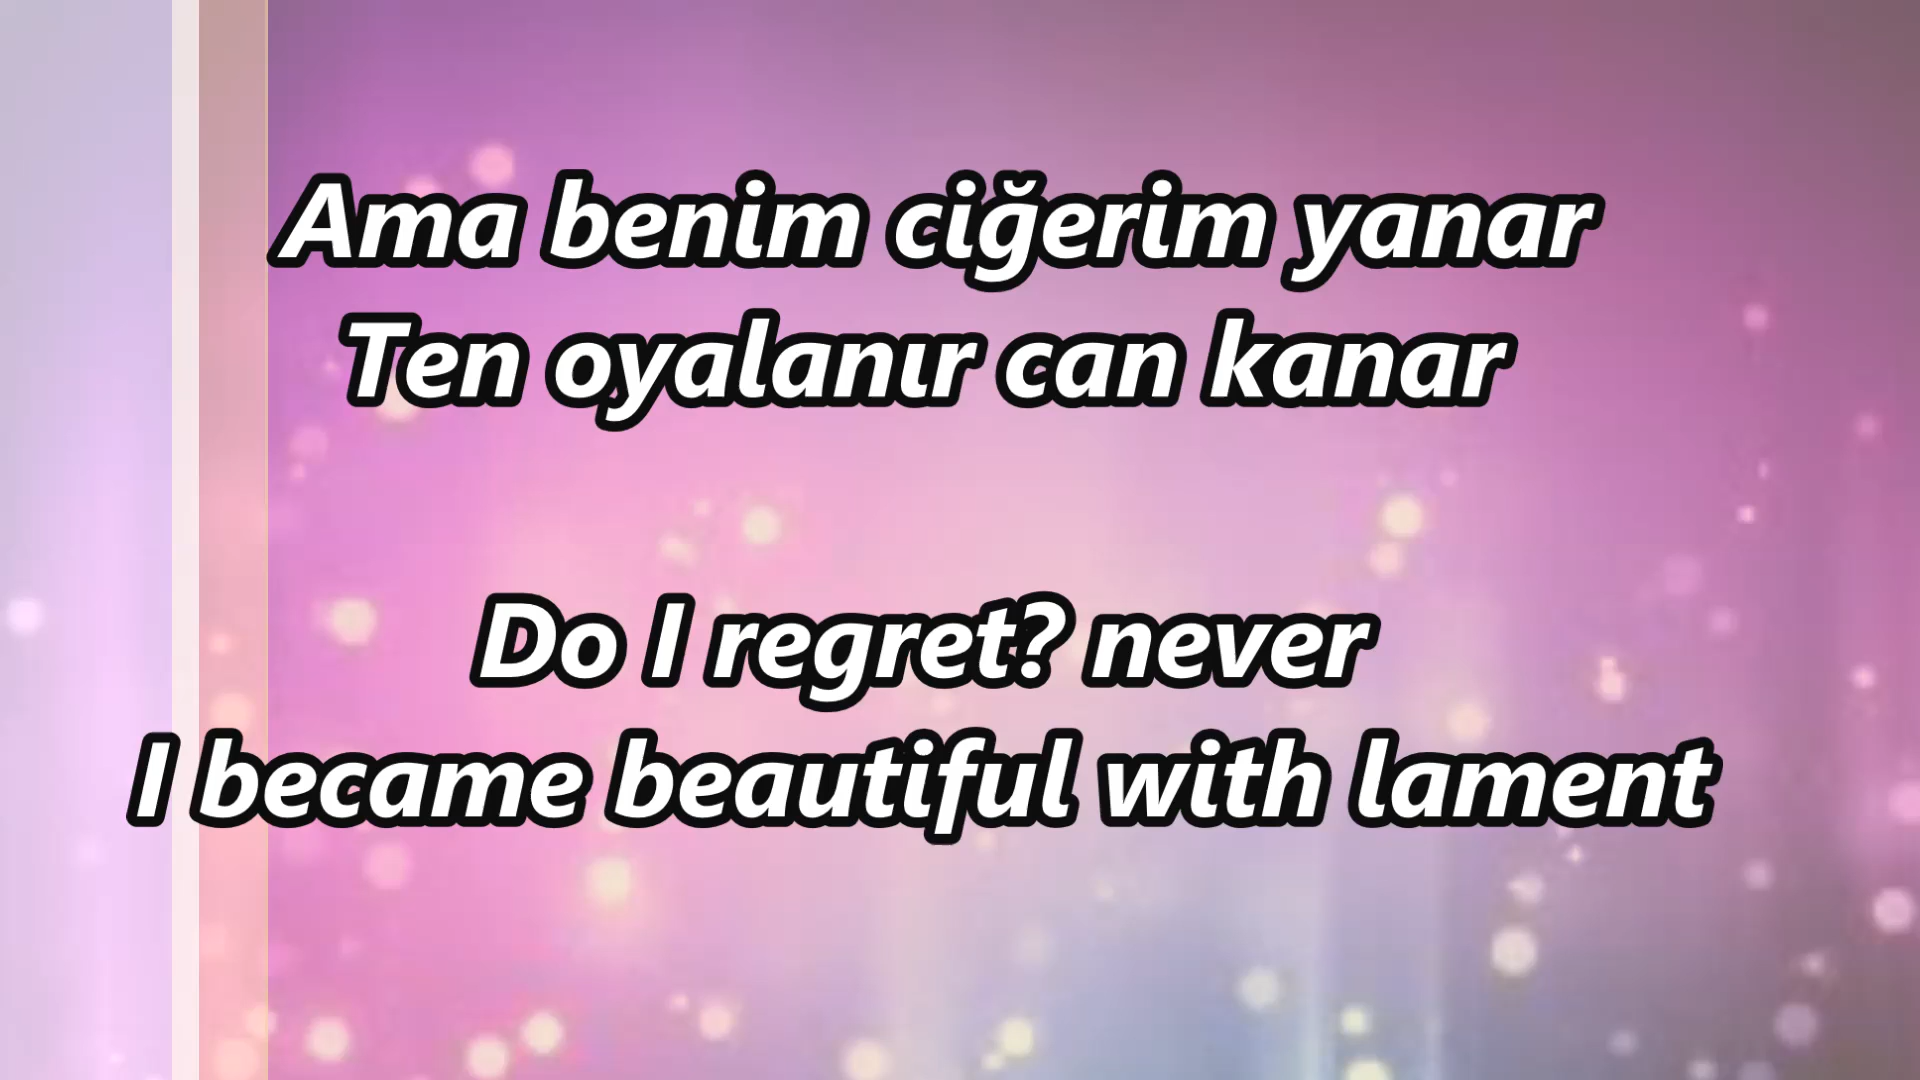 Ama benim ciğerim yanar
Ten oyalanır can kanar
Do I regret? never
I became beautiful with lament